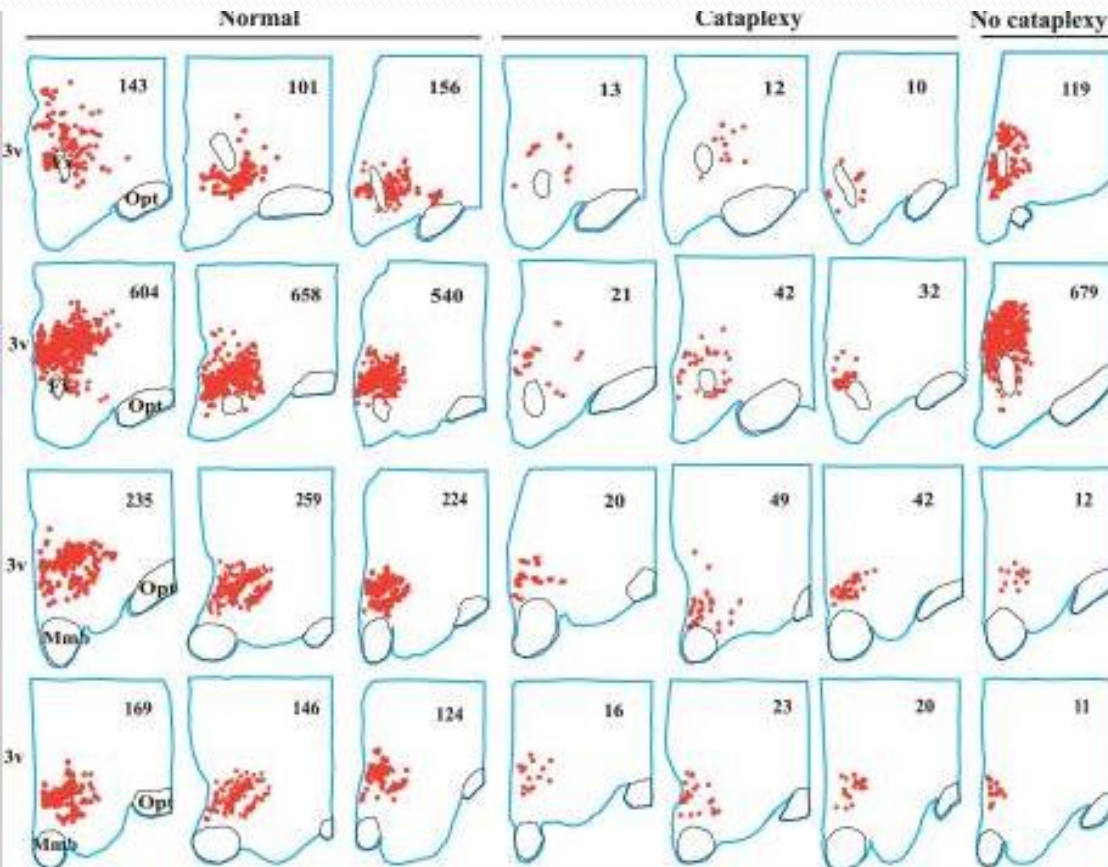 Normal Cataplexy No cataplexy
143 101 156 13 12 10 119
3v
Opt
604 658 540 21 42 32 679
3v
Opt
235 259 224 20 49 42 12
3v
Opt
Mmb
169 146 124 16 23 20 11
3v
Opt
Mmb